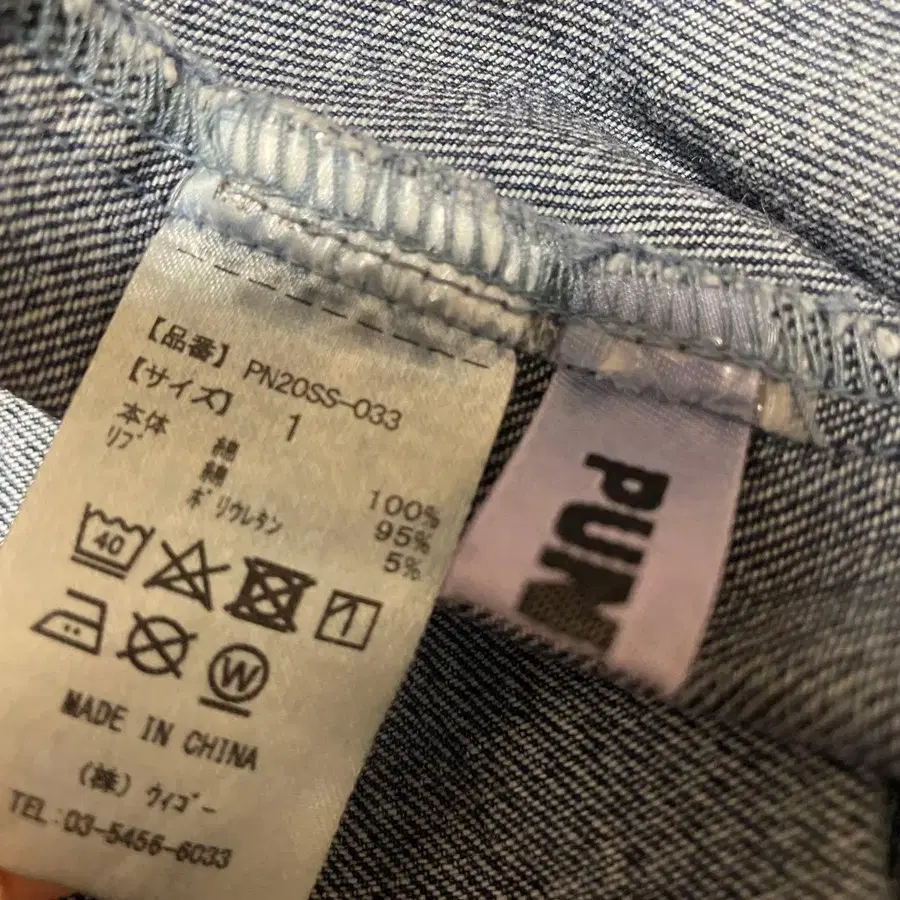 【品番】 PN20SS-033
【サイズ】 1
本体 綿 100%
リブ 綿 95%
ポリウレタン 5%
40
W
MADE IN CHINA
(株) ウィゴー
TEL:03-5456-6033
PUN